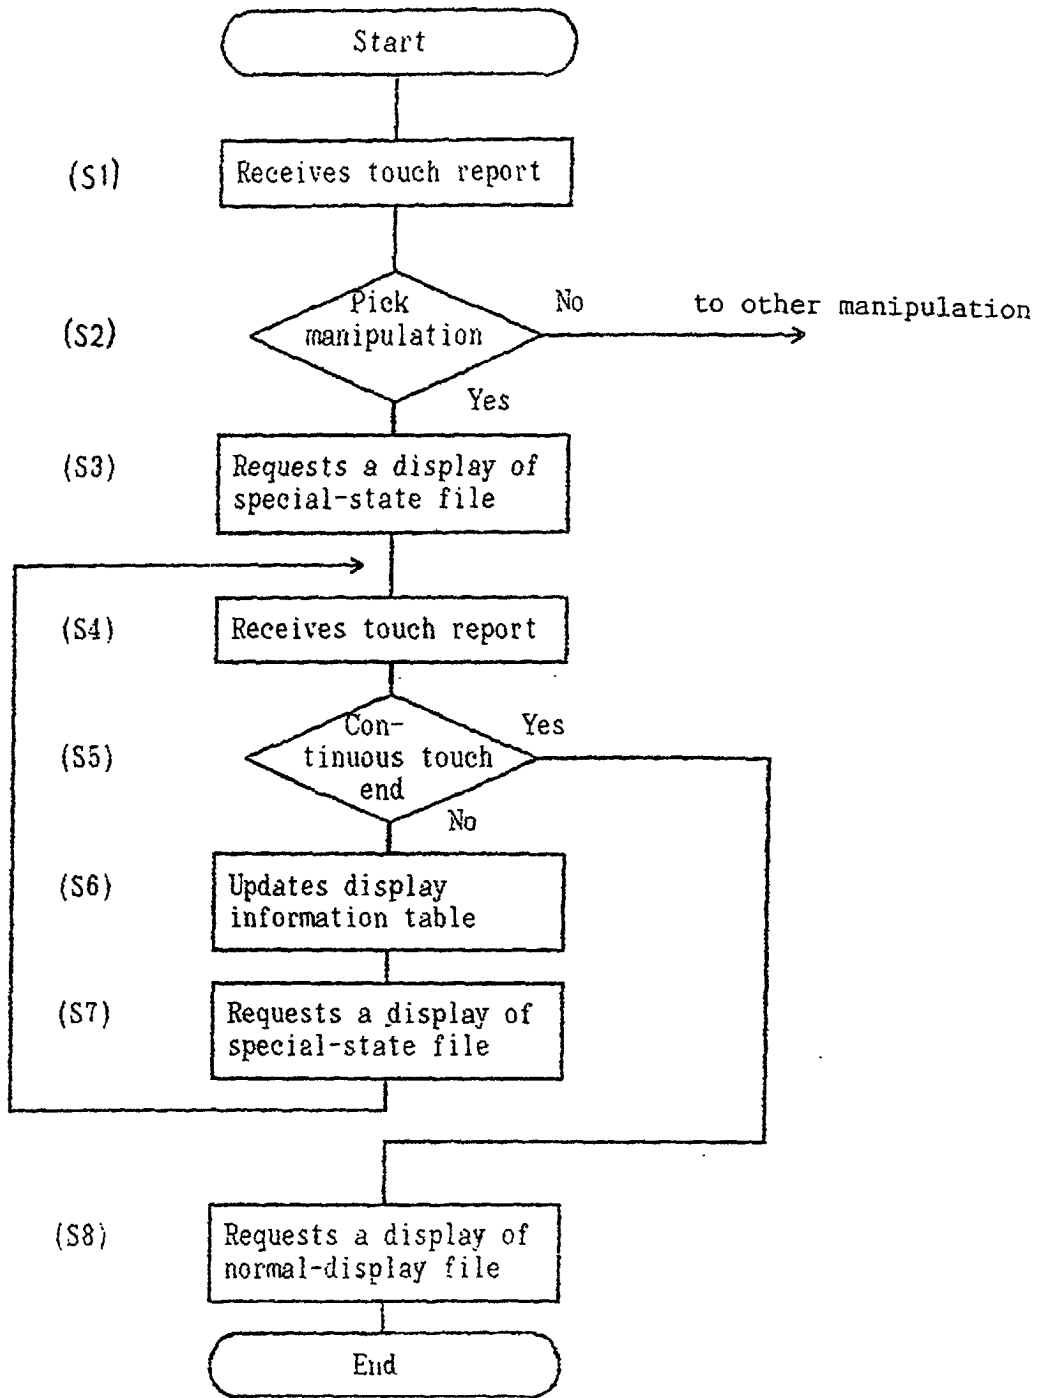 Start
(S1)
Receives touch report
(S2)
Pick
manipulation
No
to other manipulation
Yes
(S3)
Requests a display of
special-state file
(S4)
Receives touch report
(S5)
Con-
tinuous touch
end
Yes
No
(S6)
Updates display
information table
(S7)
Requests a display of
special-state file
(S8)
Requests a display of
normal-display file
End